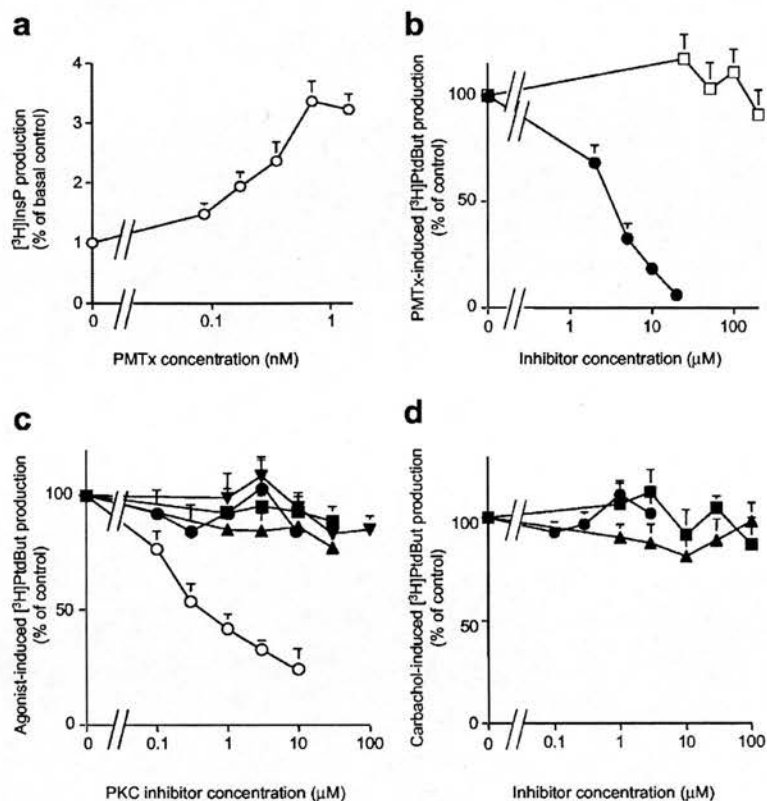 a
[³H]InsP production
(% of basal control)
4
3
2
1
0
0
0.1
1
PMTx concentration (nM)
b
PMTx-induced [³H]PtdBut production
(% of control)
100
50
0
0
1
10
100
Inhibitor concentration (μM)
c
Agonist-induced [³H]PtdBut production
(% of control)
100
50
0
0
0.1
1
10
100
PKC inhibitor concentration (μM)
d
Carbachol-induced [³H]PtdBut production
(% of control)
100
50
0
0
0.1
1
10
100
Inhibitor concentration (μM)